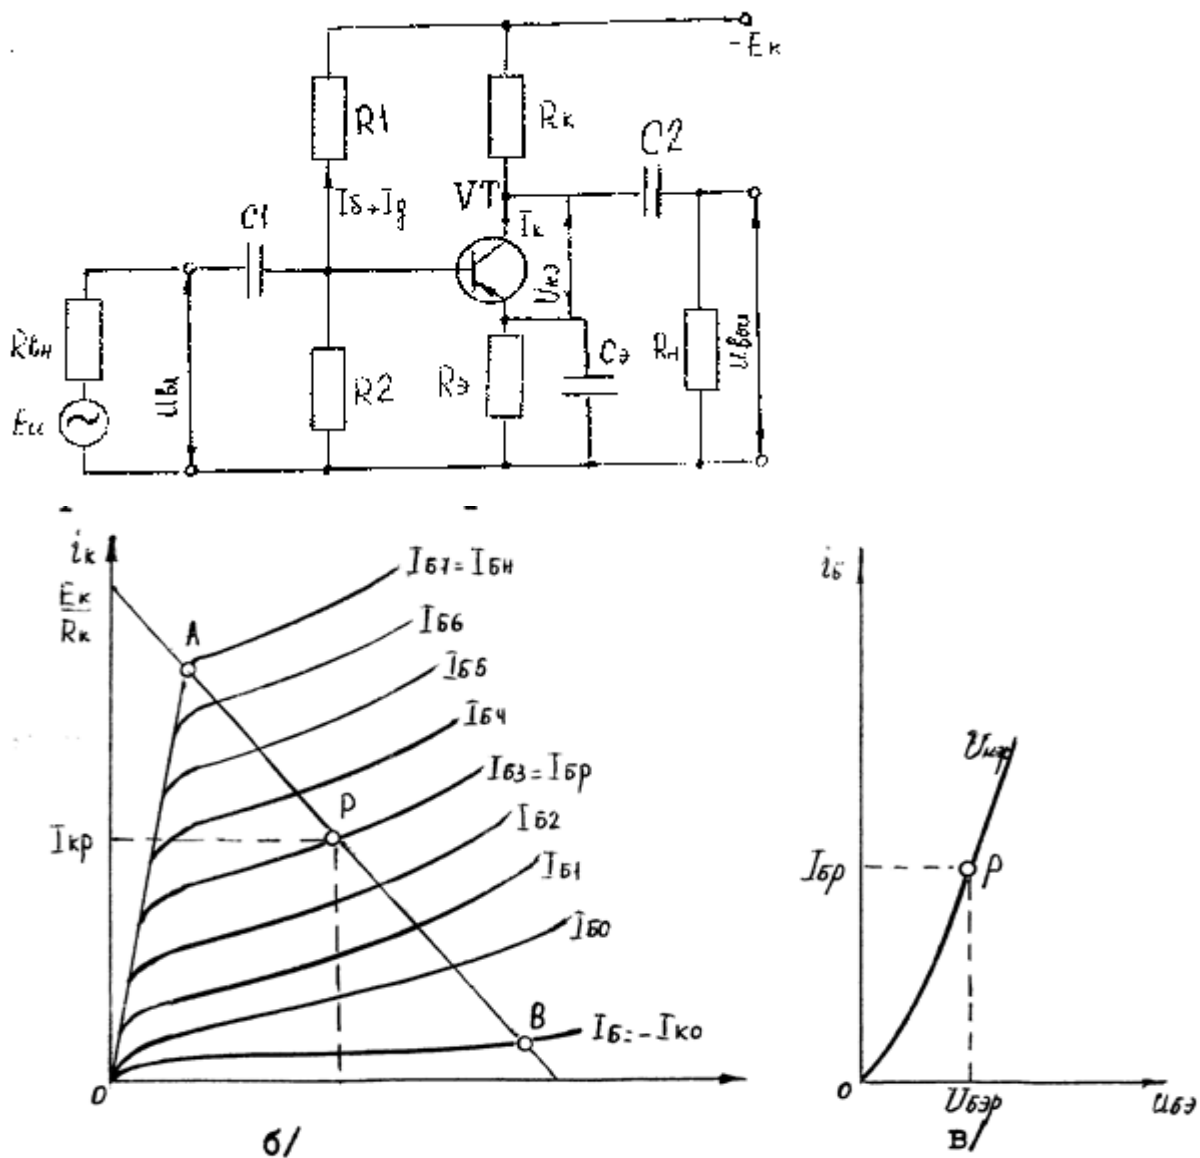 -Eк
R1
Rк
C2
VT
Iб+Iд
C1
Iк
Uкэ
Rвн
Uвх
R2
Rэ
Cэ
Rн
Uвых
Eи
iк
Eк
Rк
A
IБ7=IБн
IБ6
IБ5
IБ4
IБ3=IБр
P
Iкр
IБ2
IБ1
IБ0
B
IБ=-Iко
0
б/
iБ
IБр
P
0
UБэр
uБэ
в/